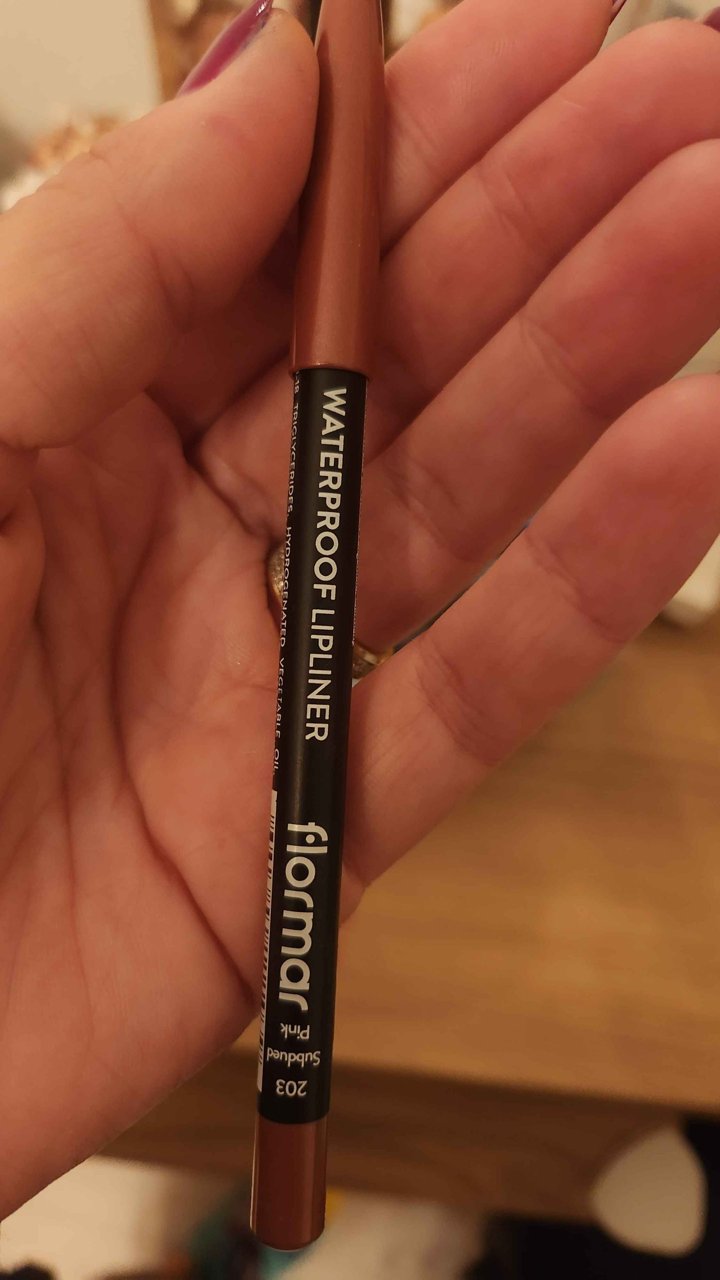 WATERPROOF LIPLINER
flormar
Subdued
Pink
203
TRIGLYCERIDES, HYDROGENATED VEGETABLE OIL,